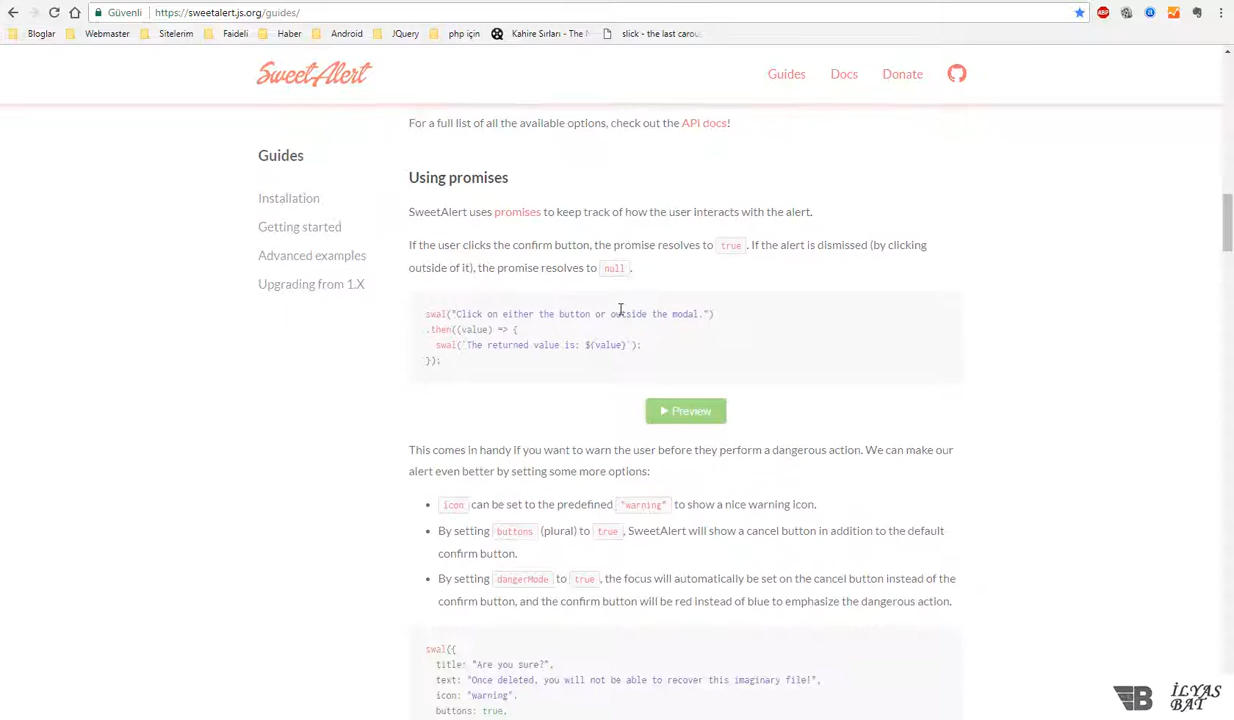 Güvenli https://sweetalert.js.org/guides/
Bloglar Webmaster Sitelerim Faideli Haber Android JQuery php için Kahire Sırları - The N slick - the last carou
SweetAlert Guides Docs Donate
For a full list of all the available options, check out the API docs!
Guides
Installation
Getting started
Advanced examples
Upgrading from 1.X
Using promises
SweetAlert uses promises to keep track of how the user interacts with the alert.
If the user clicks the confirm button, the promise resolves to true. If the alert is dismissed (by clicking
outside of it), the promise resolves to null.
swal("Click on either the button or outside the modal.")
.then((value) => {
swal(`The returned value is: ${value}`);
});
Preview
This comes in handy if you want to warn the user before they perform a dangerous action. We can make our
alert even better by setting some more options:
• icon can be set to the predefined "warning" to show a nice warning icon.
• By setting buttons (plural) to true, SweetAlert will show a cancel button in addition to the default
confirm button.
• By setting dangerMode to true, the focus will automatically be set on the cancel button instead of the
confirm button, and the confirm button will be red instead of blue to emphasize the dangerous action.
swal({
title: "Are you sure?",
text: "Once deleted, you will not be able to recover this imaginary file!",
icon: "warning",
buttons: true,
B İLYAS
BAT